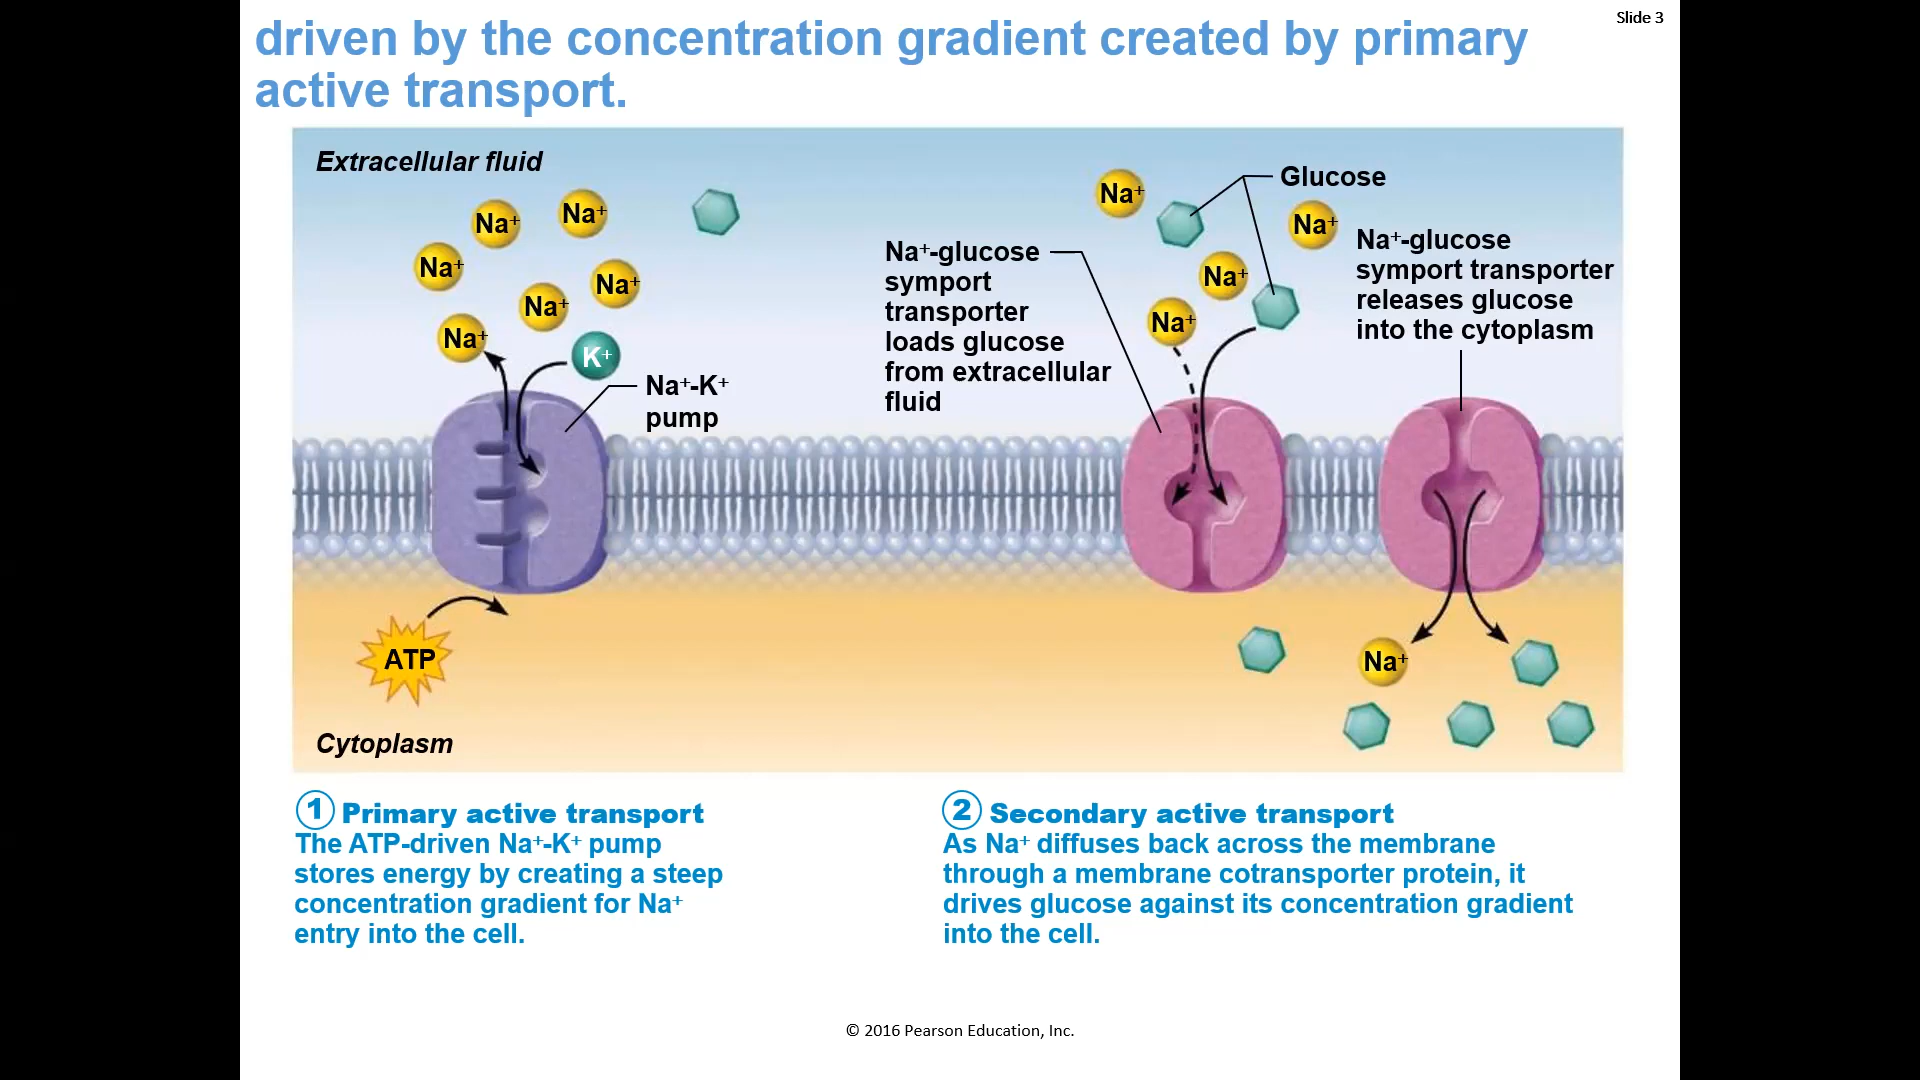 Slide 3
driven by the concentration gradient created by primary
active transport.
Extracellular fluid
Na⁺
Na⁺
Na⁺
Na⁺
Na⁺
Na⁺
K⁺
Na⁺-K⁺
pump
Na⁺-glucose
symport
transporter
loads glucose
from extracellular
fluid
Na⁺
Glucose
Na⁺
Na⁺
Na⁺
Na⁺-glucose
symport transporter
releases glucose
into the cytoplasm
ATP
Na⁺
Cytoplasm
1 Primary active transport
The ATP-driven Na⁺-K⁺ pump
stores energy by creating a steep
concentration gradient for Na⁺
entry into the cell.
2 Secondary active transport
As Na⁺ diffuses back across the membrane
through a membrane cotransporter protein, it
drives glucose against its concentration gradient
into the cell.
© 2016 Pearson Education, Inc.